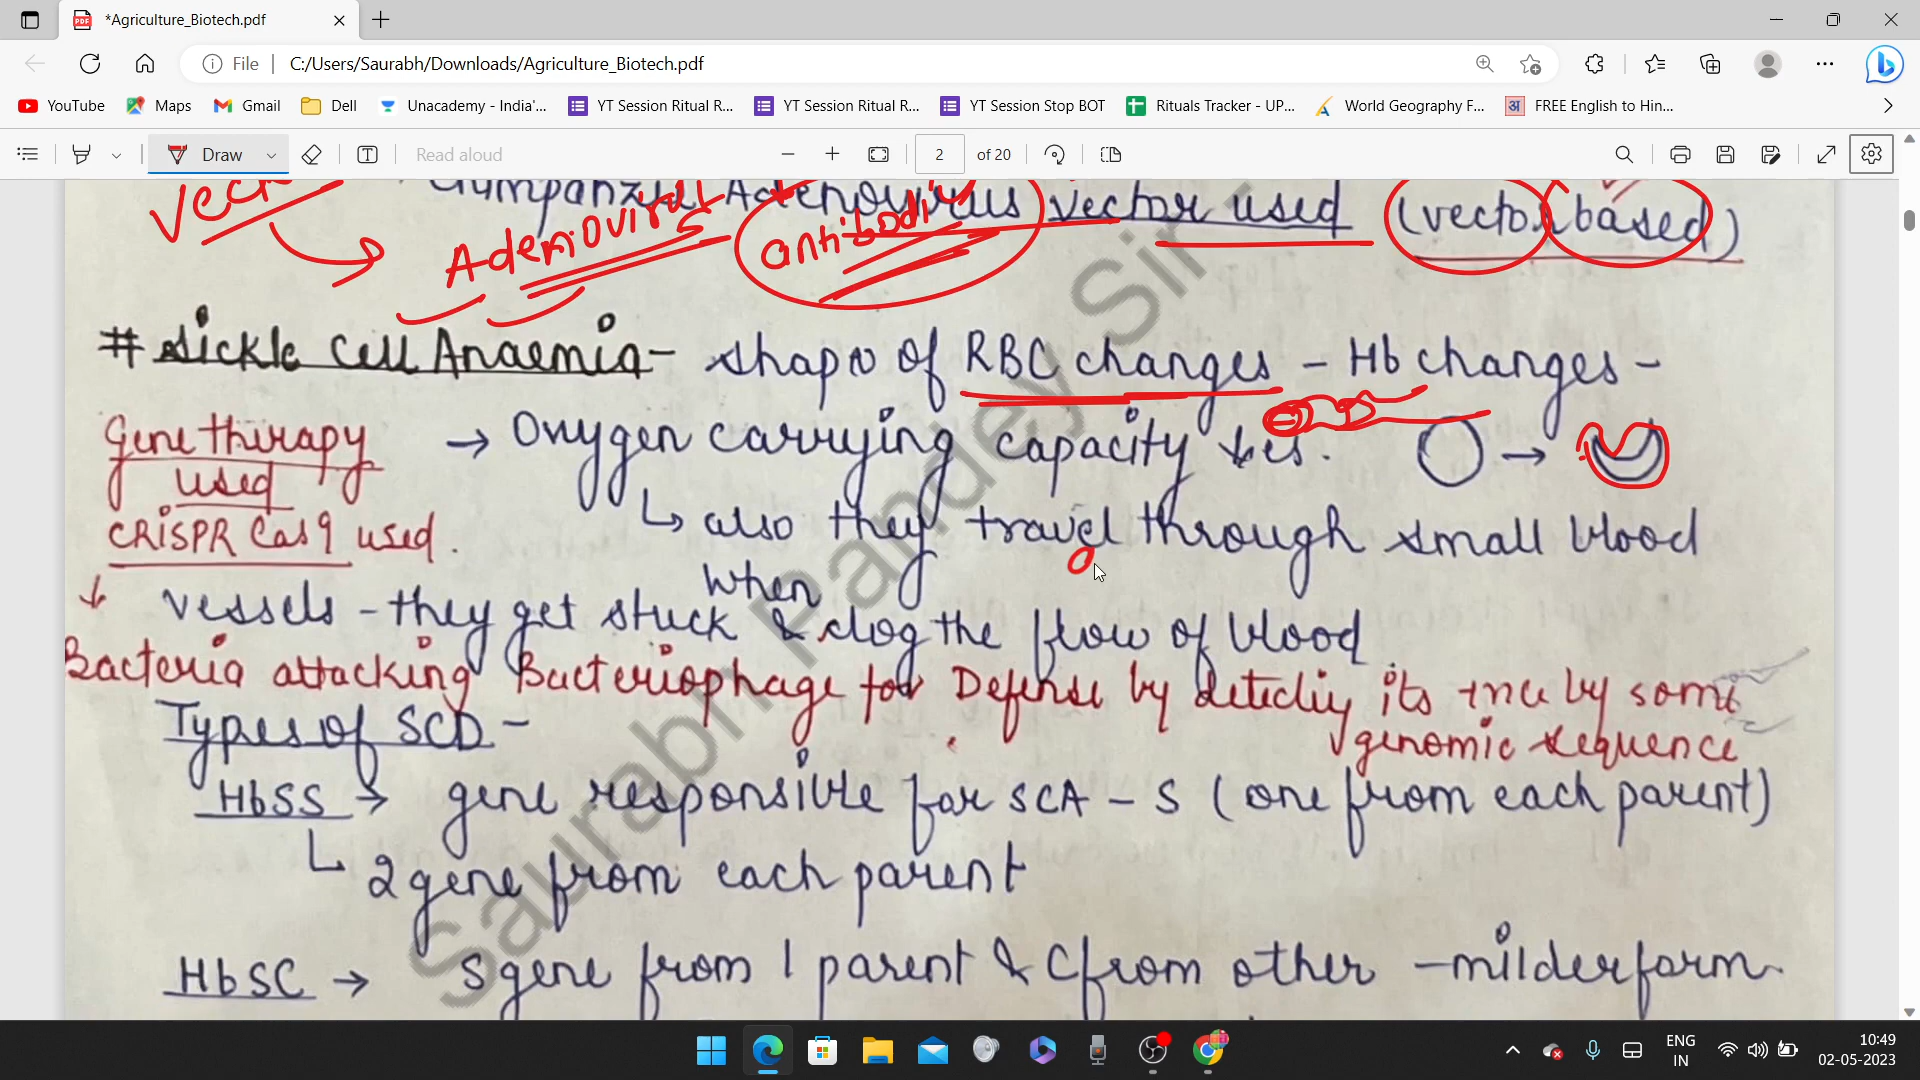 *Agriculture_Biotech.pdf
File C:/Users/Saurabh/Downloads/Agriculture_Biotech.pdf
YouTube Maps Gmail Dell Unacademy - India'... YT Session Ritual R... YT Session Ritual R... YT Session Stop BOT Rituals Tracker - UP... World Geography F... FREE English to Hin...
Draw Read aloud 2 of 20
Adenovirus vector used (vector based)
Adenovirus antibodi
# Sickle Cell Anaemia - shape of RBC changes - Hb changes -
Gene therapy used
→ Oxygen carrying capacity ↓es.
↳ also they travel through small blood
CRISPR Cas9 used.
when
vessels - they get stuck & clog the flow of blood
↓
Bacteria attacking Bacteriophage for Defense by its by some
genomic sequence
Types of SCD -
HbSS → gene responsible for SCA - S (one from each parent)
↳ 2 gene from each parent
HbSC → S gene from 1 parent & C from other - milder form
Saurabh Pandey Sir
ENG
IN
10:49
02-05-2023